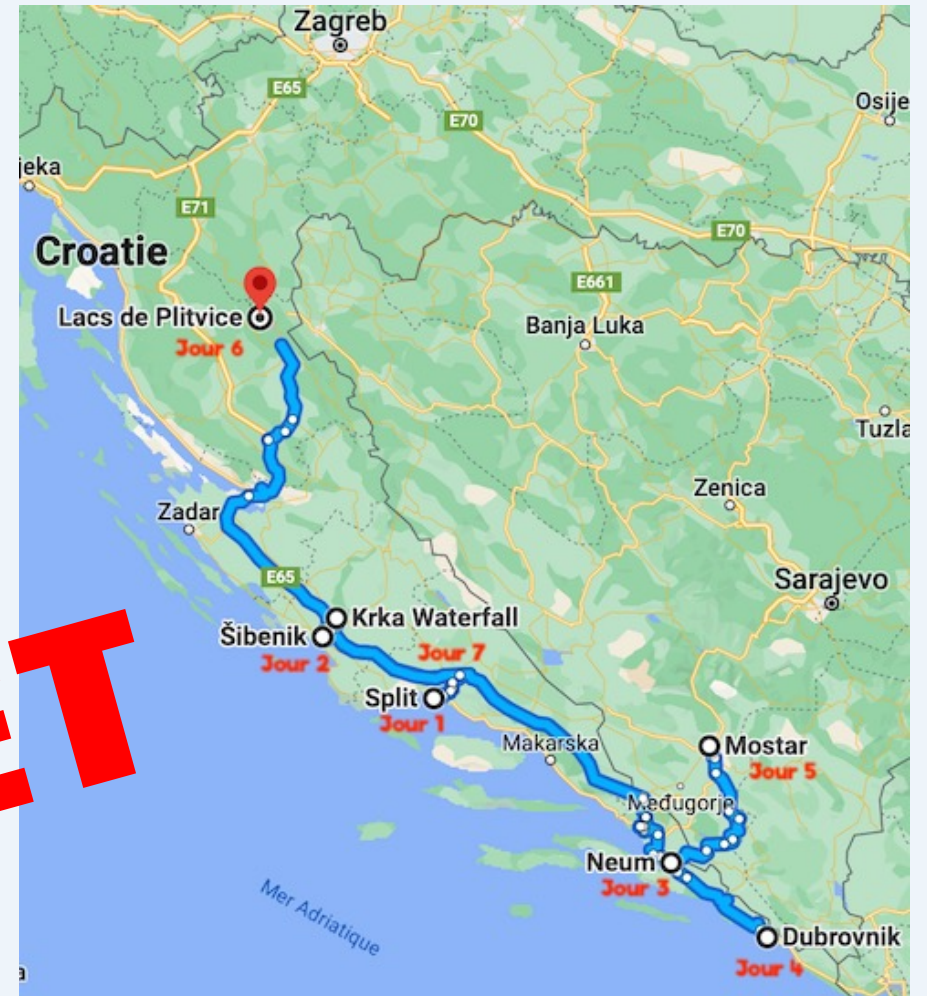 Zagreb
E65
Osije
E70
jeka
E71
E70
Croatie
E661
Lacs de Plitvice
Banja Luka
Jour 6
Tuzla
Zenica
Zadar
E65
Sarajevo
Krka Waterfall
Šibenik
Jour 2
Jour 7
Split
Jour 1
Makarska
Mostar
Jour 5
Međugorje
Neum
Jour 3
Mer Adriatique
Dubrovnik
Jour 4
a
ET